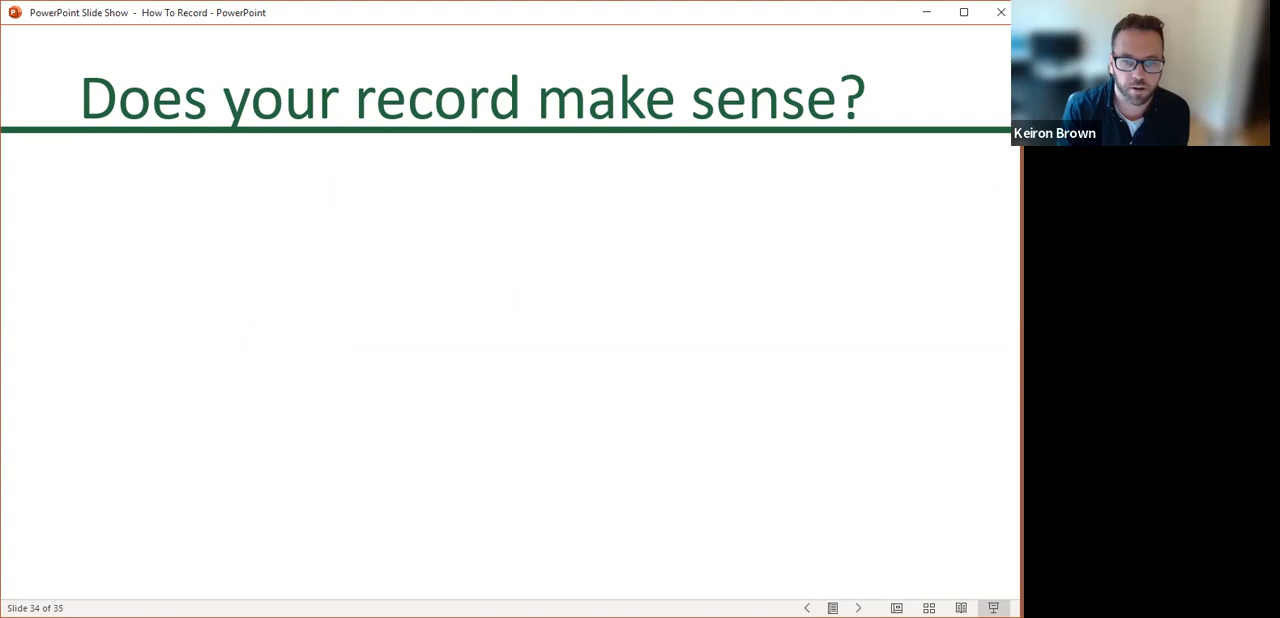 PowerPoint Slide Show - How To Record - PowerPoint
Does your record make sense?
Keiron Brown
Slide 34 of 35